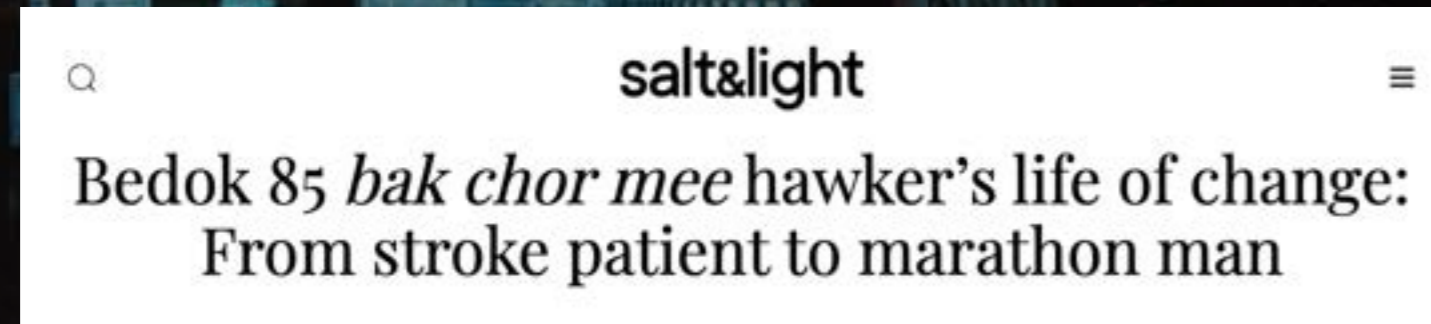 salt&light
Bedok 85 bak chor mee hawker’s life of change:
From stroke patient to marathon man